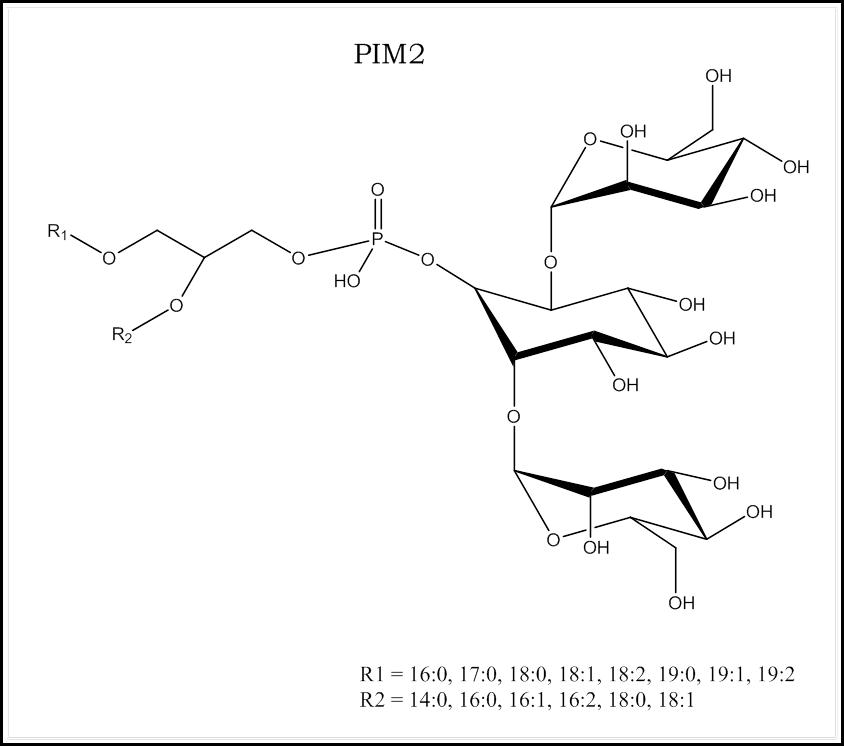 PIM2
OH
O
OH
OH
OH
O
R1
O
O
P
HO
O
O
O
R2
OH
OH
OH
O
OH
OH
O
OH
OH
R1 = 16:0, 17:0, 18:0, 18:1, 18:2, 19:0, 19:1, 19:2
R2 = 14:0, 16:0, 16:1, 16:2, 18:0, 18:1